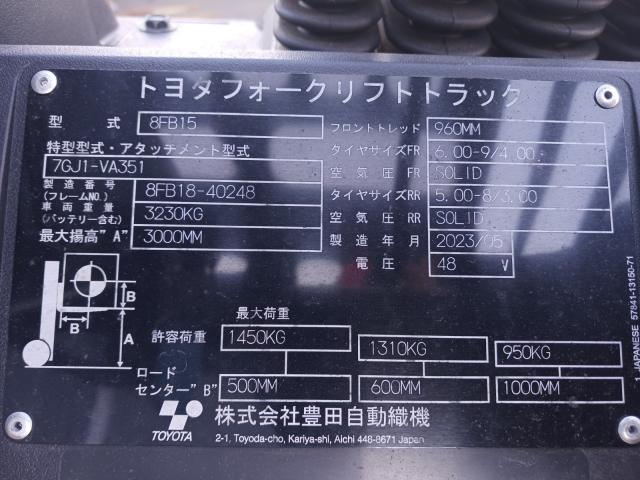 トヨタフォークリフトトラック
型 式 8FB15
特型型式・アタッチメント型式
7GJ1-VA351
製造番号
(フレームNO.) 8FB18-40248
車両重量
(バッテリー含む) 3230KG
最大揚高"A" 3000MM
フロントトレッド 960MM
タイヤサイズFR 6.00-9/4.00
空気圧FR SOLID
タイヤサイズRR 5.00-8/3.00
空気圧RR SOLID
製造年月 2023/05
電圧 48 V
B
B
A
最大荷重
許容荷重 1450KG 1310KG 950KG
ロード
センター"B" 500MM 600MM 1000MM
TOYOTA
株式会社豊田自動織機
2-1, Toyoda-cho, Kariya-shi, Aichi 448-8671 Japan
JAPANESE 57841-13150-71